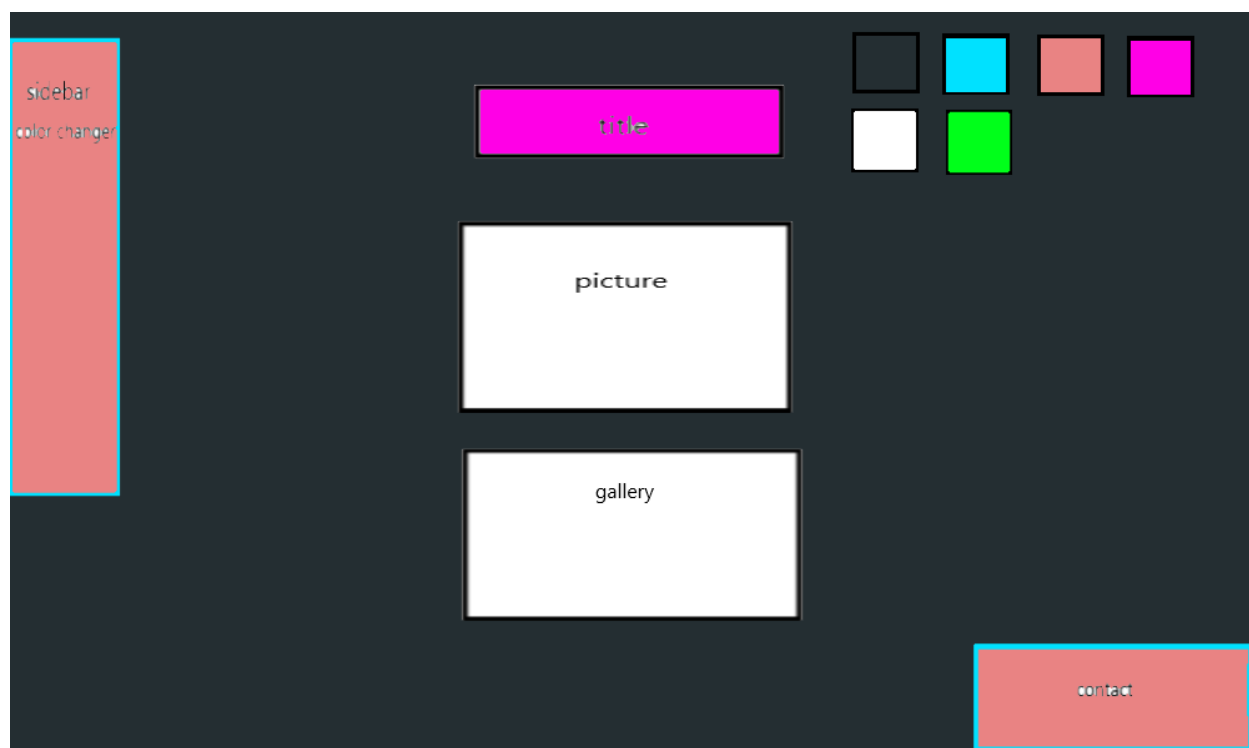 sidebar
color changer
title
picture
gallery
contact